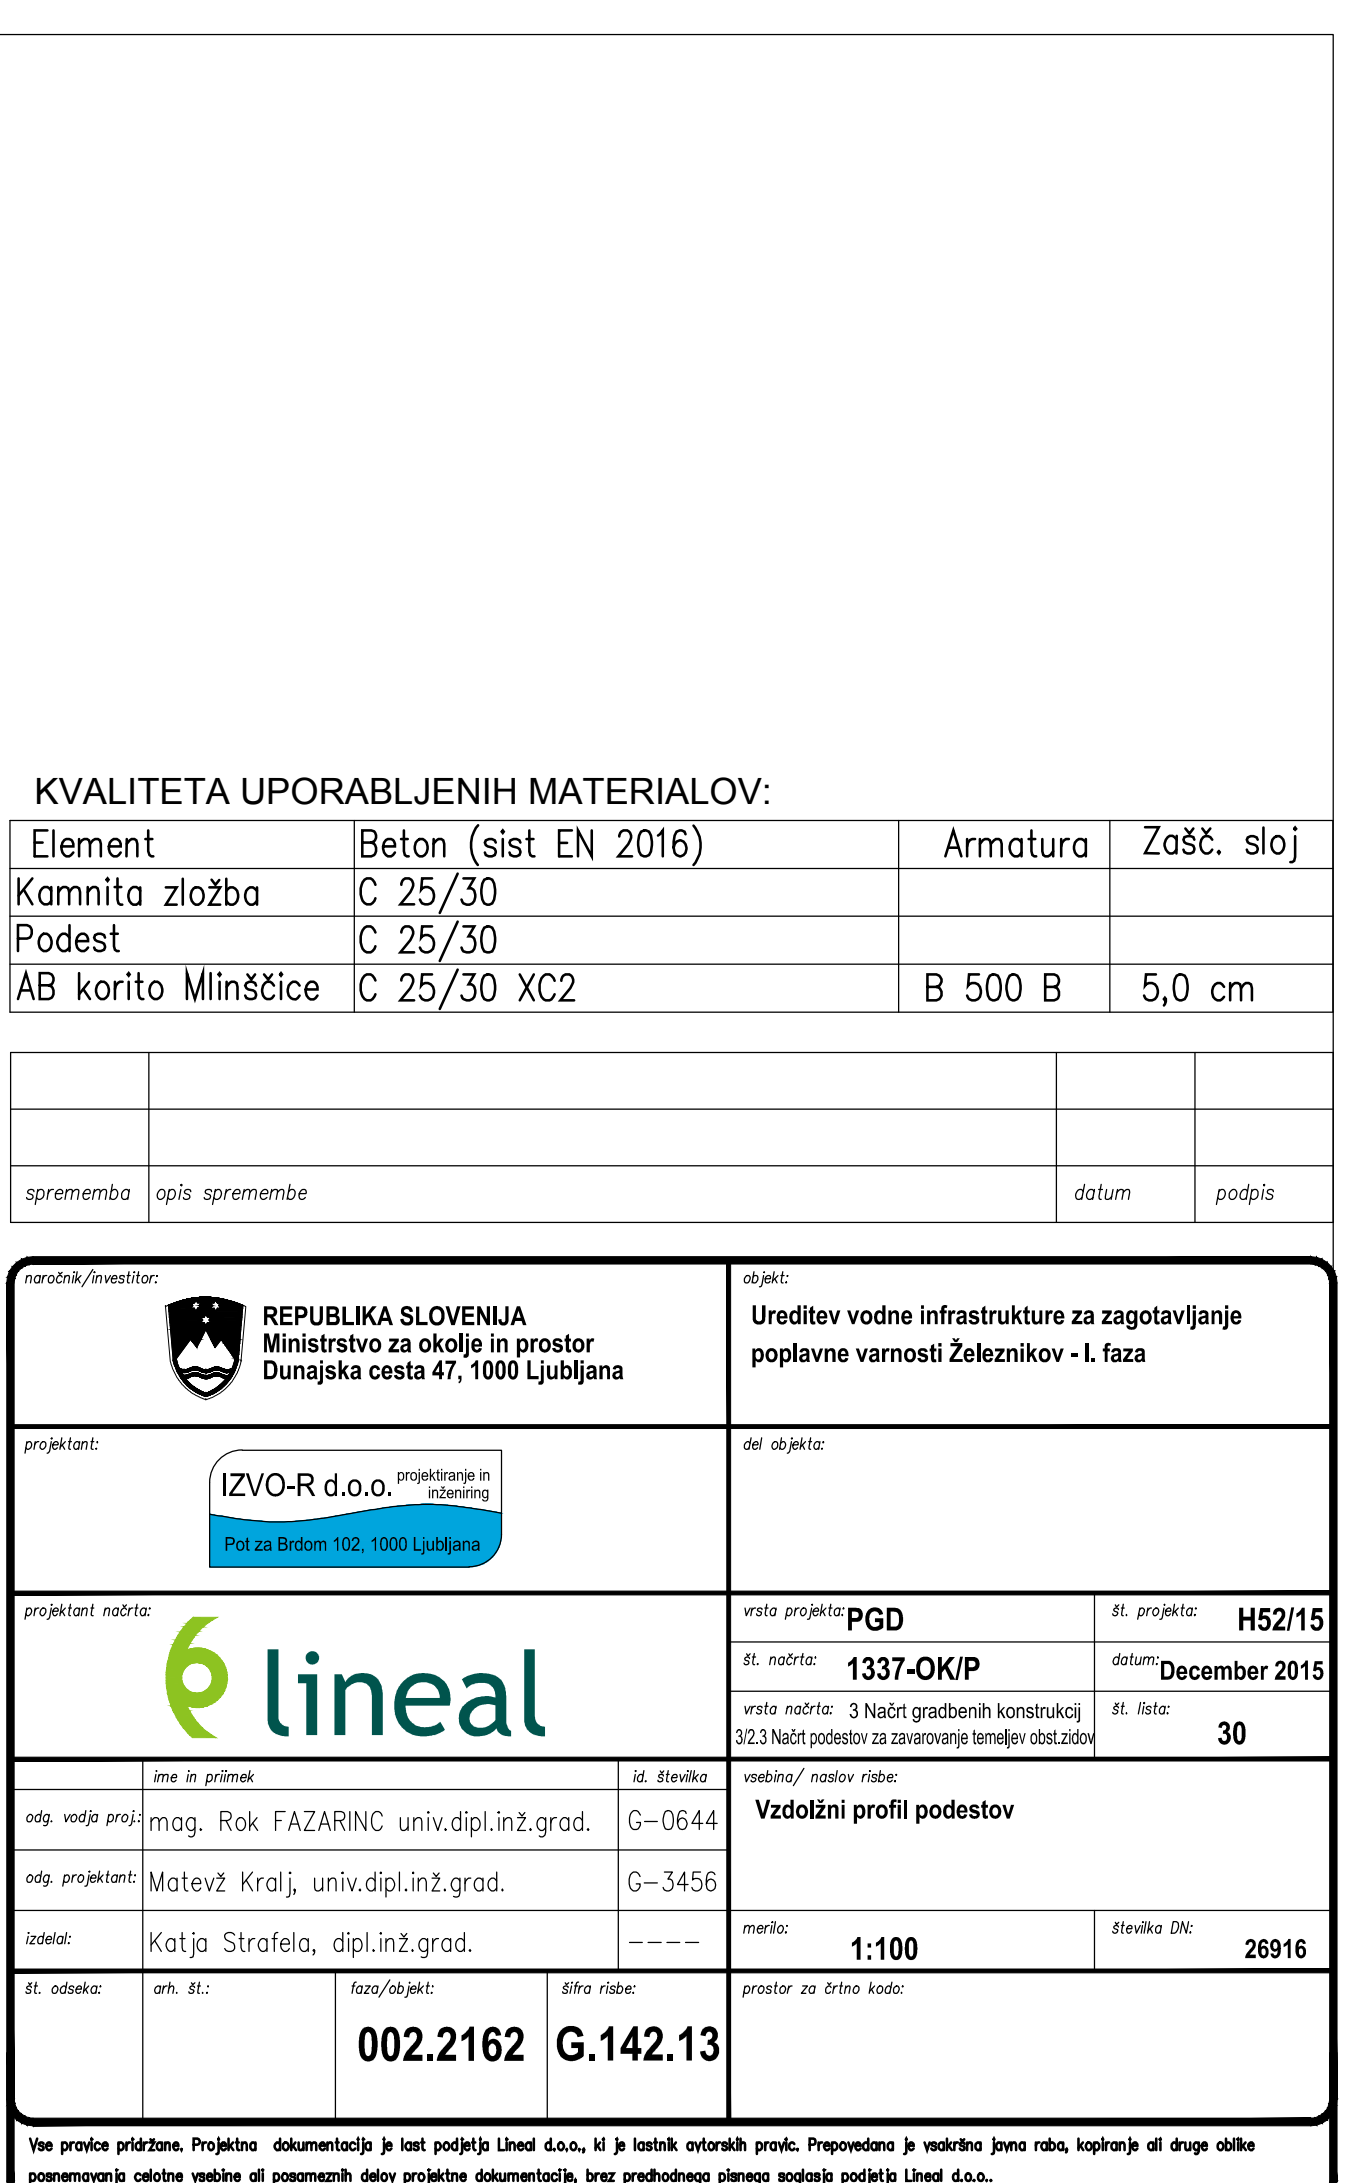 KVALITETA UPORABLJENIH MATERIALOV:
Element Beton (sist EN 2016) Armatura Zašč. sloj
Kamnita zložba C 25/30
Podest C 25/30
AB korito Mlinščice C 25/30 XC2 B 500 B 5,0 cm
sprememba opis spremembe datum podpis
naročnik/investitor:
REPUBLIKA SLOVENIJA
Ministrstvo za okolje in prostor
Dunajska cesta 47, 1000 Ljubljana
objekt:
Ureditev vodne infrastrukture za zagotavljanje
poplavne varnosti Železnikov - I. faza
projektant:
IZVO-R d.o.o. projektiranje in
inženiring
Pot za Brdom 102, 1000 Ljubljana
del objekta:
projektant načrta:
lineal
vrsta projekta: PGD št. projekta: H52/15
št. načrta: 1337-OK/P datum: December 2015
vrsta načrta: 3 Načrt gradbenih konstrukcij
3/2.3 Načrt podestov za zavarovanje temeljev obst.zidov
št. lista: 30
ime in priimek id. številka
odg. vodja proj.: mag. Rok FAZARINC univ.dipl.inž.grad. G-0644
odg. projektant: Matevž Kralj, univ.dipl.inž.grad. G-3456
izdelal: Katja Strafela, dipl.inž.grad. ----
vsebina/ naslov risbe:
Vzdolžni profil podestov
merilo: 1:100 številka DN: 26916
št. odseka: arh. št.: faza/objekt: šifra risbe:
002.2162 G.142.13
prostor za črtno kodo:
Vse pravice pridržane. Projektna dokumentacija je last podjetja Lineal d.o.o., ki je lastnik avtorskih pravic. Prepovedana je vsakršna javna raba, kopiranje ali druge oblike
posnemavanja celotne vsebine ali posameznih delov projektne dokumentacije, brez predhodnega pisnega soglasja podjetja Lineal d.o.o..